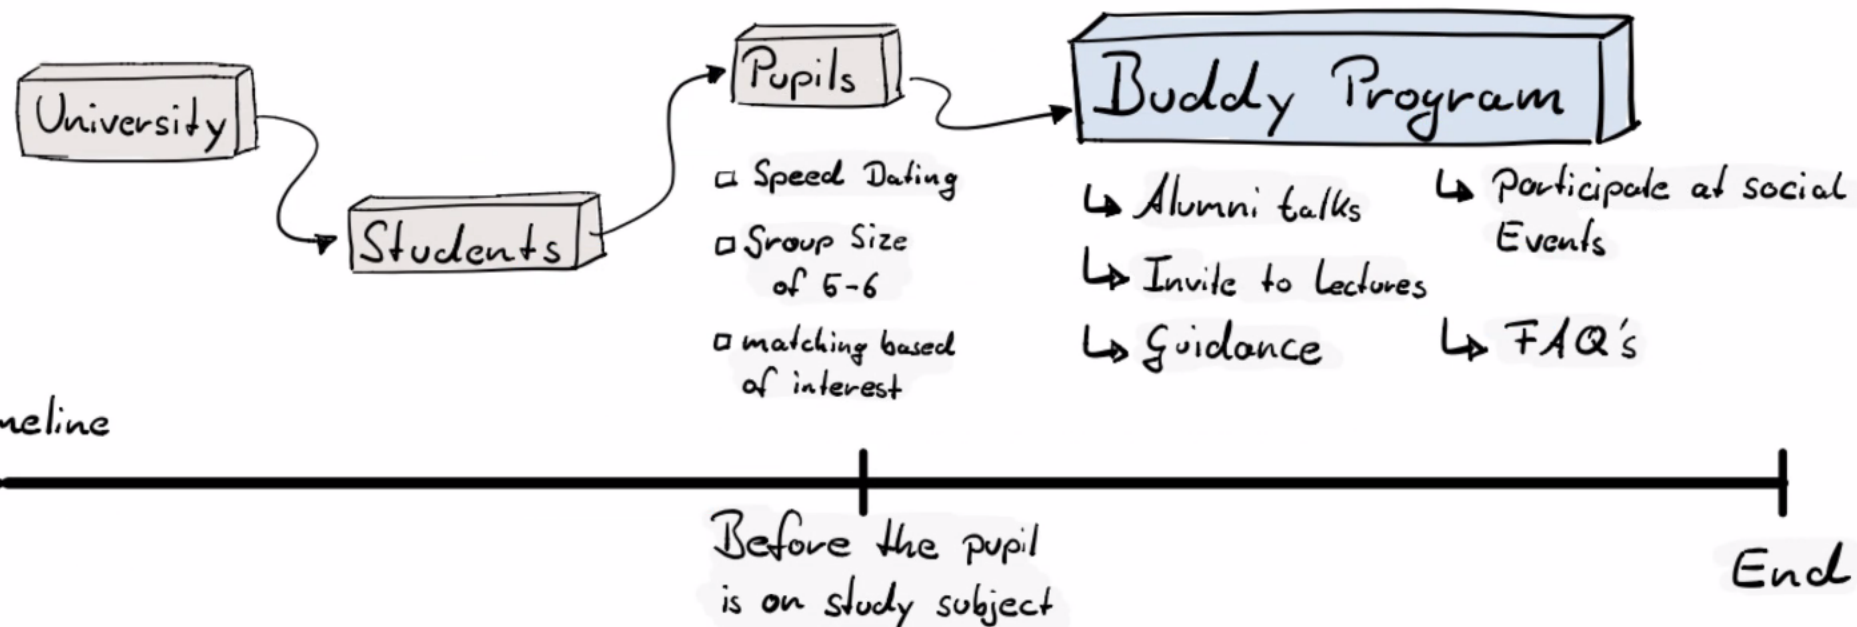 University
Students
Pupils
Speed Dating
Group Size
of 5-6
matching based
of interest
Buddy Program
Alumni talks
Invite to lectures
Guidance
Participate at social
Events
FAQ's
meline
Before the pupil
is on study subject
End